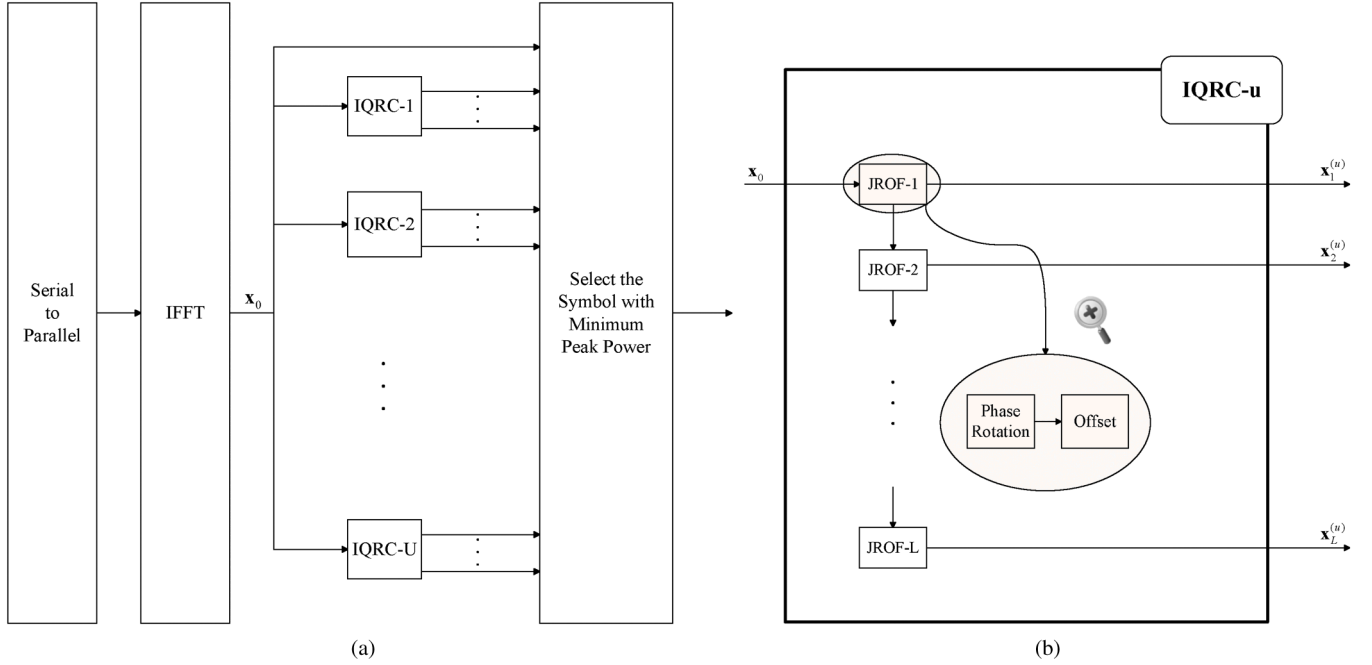 Serial
to
Parallel
IFFT
x₀
IQRC-1
IQRC-2
IQRC-U
Select the
Symbol with
Minimum
Peak Power
(a)
IQRC-u
x₀
JROF-1
x₁⁽ᵘ⁾
JROF-2
x₂⁽ᵘ⁾
Phase
Rotation
Offset
JROF-L
x_L⁽ᵘ⁾
(b)